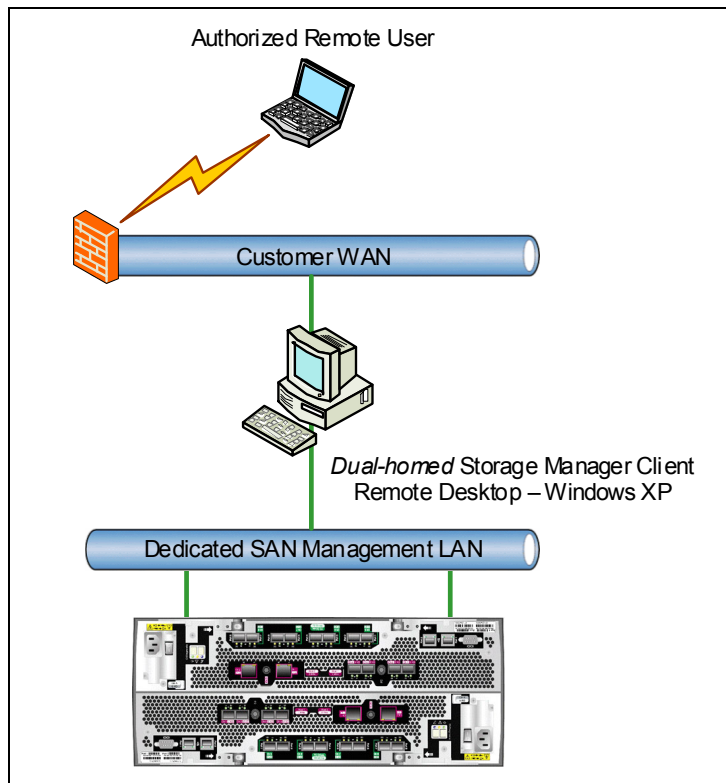 Authorized Remote User
Customer WAN
Dual-homed Storage Manager Client
Remote Desktop – Windows XP
Dedicated SAN Management LAN